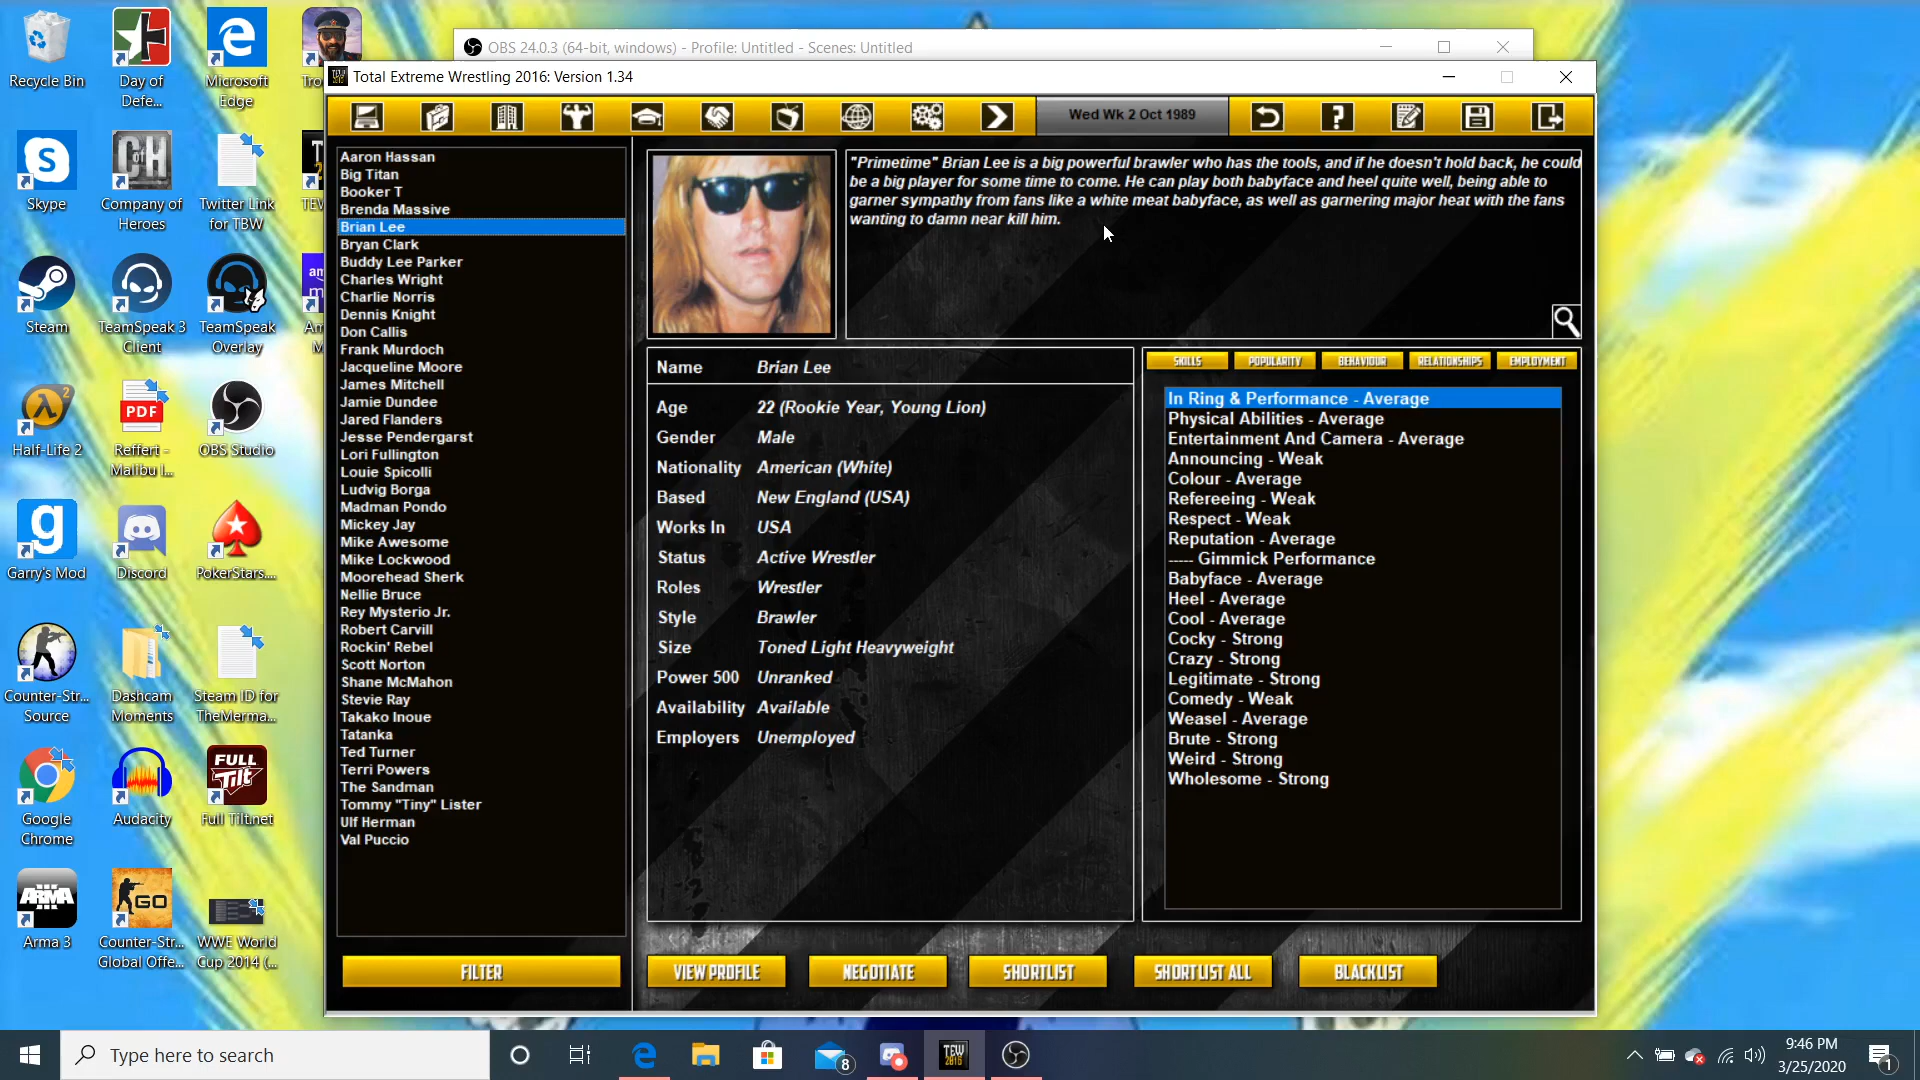 OBS 24.0.3 (64-bit, windows) - Profile: Untitled - Scenes: Untitled
Total Extreme Wrestling 2016: Version 1.34
Wed Wk 2 Oct 1989
Recycle Bin
Day of Defe...
Microsoft Edge
Skype
Company of Heroes
Twitter Link for TBW
Steam
TeamSpeak 3 Client
TeamSpeak Overlay
Half-Life 2
PDF
Reffert - Malibu I...
OBS Studio
Garry's Mod
Discord
PokerStars....
Counter-Str... Source
Dashcam Moments
Steam ID for TheMerma...
Google Chrome
Audacity
FULL TiLT
Full Tilt.net
Arma 3
Counter-Str... Global Offe...
WWE World Cup 2014 (...
Aaron Hassan
Big Titan
Booker T
Brenda Massive
Brian Lee
Bryan Clark
Buddy Lee Parker
Charles Wright
Charlie Norris
Dennis Knight
Don Callis
Frank Murdoch
Jacqueline Moore
James Mitchell
Jamie Dundee
Jared Flanders
Jesse Pendergarst
Lori Fullington
Louie Spicolli
Ludvig Borga
Madman Pondo
Mickey Jay
Mike Awesome
Mike Lockwood
Moorehead Sherk
Nellie Bruce
Rey Mysterio Jr.
Robert Carvill
Rockin' Rebel
Scott Norton
Shane McMahon
Stevie Ray
Takako Inoue
Tatanka
Ted Turner
Terri Powers
The Sandman
Tommy "Tiny" Lister
Ulf Herman
Val Puccio
FILTER
"Primetime" Brian Lee is a big powerful brawler who has the tools, and if he doesn't hold back, he could
be a big player for some time to come. He can play both babyface and heel quite well, being able to
garner sympathy from fans like a white meat babyface, as well as garnering major heat with the fans
wanting to damn near kill him.
Name Brian Lee
Age 22 (Rookie Year, Young Lion)
Gender Male
Nationality American (White)
Based New England (USA)
Works In USA
Status Active Wrestler
Roles Wrestler
Style Brawler
Size Toned Light Heavyweight
Power 500 Unranked
Availability Available
Employers Unemployed
SKILLS POPULARITY BEHAVIOUR RELATIONSHIPS EMPLOYMENT
In Ring & Performance - Average
Physical Abilities - Average
Entertainment And Camera - Average
Announcing - Weak
Colour - Average
Refereeing - Weak
Respect - Weak
Reputation - Average
----- Gimmick Performance
Babyface - Average
Heel - Average
Cool - Average
Cocky - Strong
Crazy - Strong
Legitimate - Strong
Comedy - Weak
Weasel - Average
Brute - Strong
Weird - Strong
Wholesome - Strong
VIEW PROFILE NEGOTIATE SHORTLIST SHORTLIST ALL BLACKLIST
Type here to search
8
TEW 2016
9:46 PM
3/25/2020
1